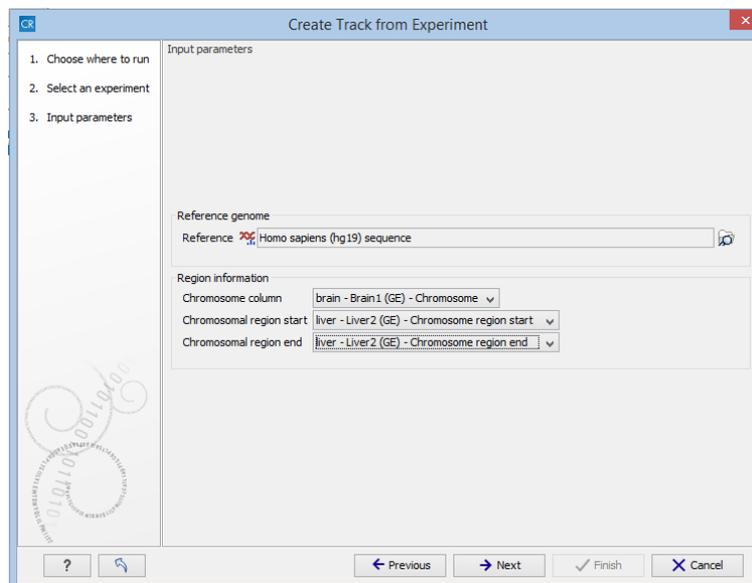 CR Create Track from Experiment
1. Choose where to run
2. Select an experiment
3. Input parameters
Input parameters
Reference genome
Reference Homo sapiens (hg19) sequence
Region information
Chromosome column brain - Brain1 (GE) - Chromosome
Chromosomal region start liver - Liver2 (GE) - Chromosome region start
Chromosomal region end liver - Liver2 (GE) - Chromosome region end
? Previous Next Finish Cancel